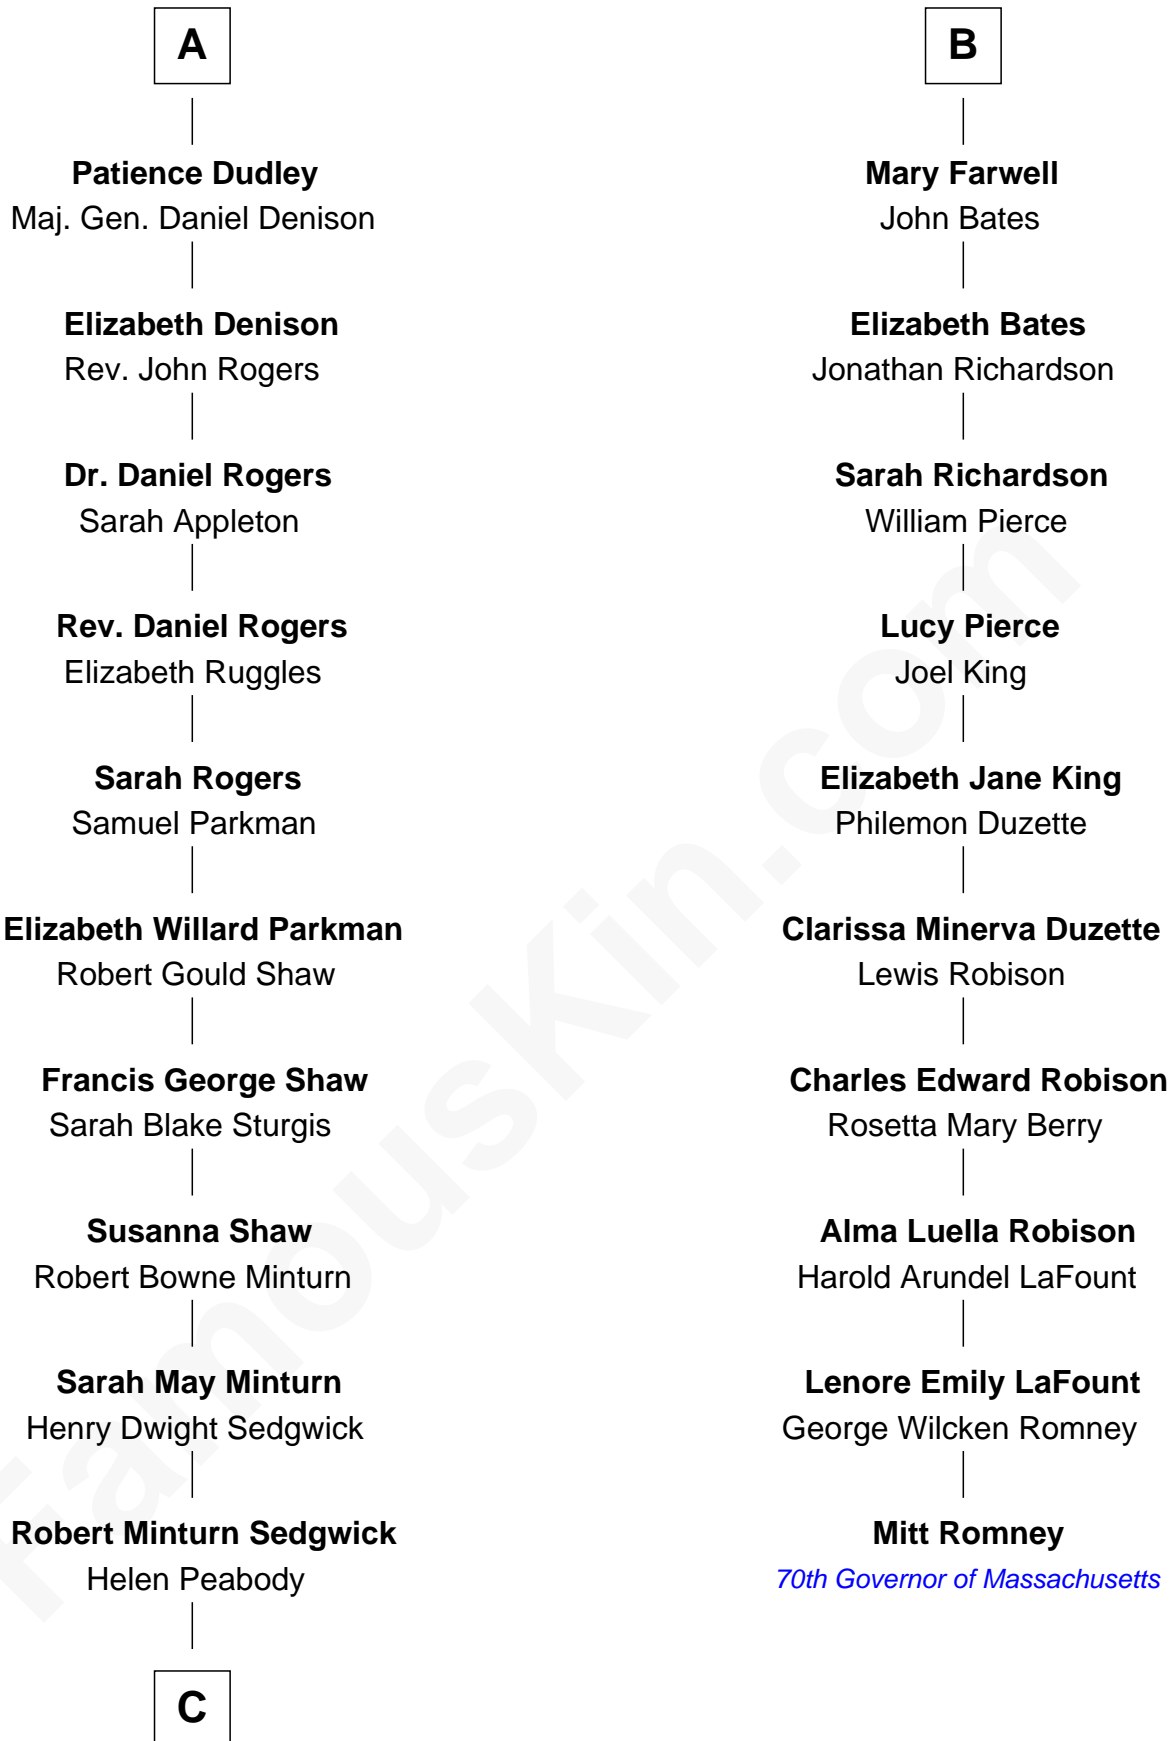 A
Patience Dudley
Maj. Gen. Daniel Denison
Elizabeth Denison
Rev. John Rogers
Dr. Daniel Rogers
Sarah Appleton
Rev. Daniel Rogers
Elizabeth Ruggles
Sarah Rogers
Samuel Parkman
Elizabeth Willard Parkman
Robert Gould Shaw
Francis George Shaw
Sarah Blake Sturgis
Susanna Shaw
Robert Bowne Minturn
Sarah May Minturn
Henry Dwight Sedgwick
Robert Minturn Sedgwick
Helen Peabody
C
B
Mary Farwell
John Bates
Elizabeth Bates
Jonathan Richardson
Sarah Richardson
William Pierce
Lucy Pierce
Joel King
Elizabeth Jane King
Philemon Duzette
Clarissa Minerva Duzette
Lewis Robison
Charles Edward Robison
Rosetta Mary Berry
Alma Luella Robison
Harold Arundel LaFount
Lenore Emily LaFount
George Wilcken Romney
Mitt Romney
70th Governor of Massachusetts
FamousKin.com